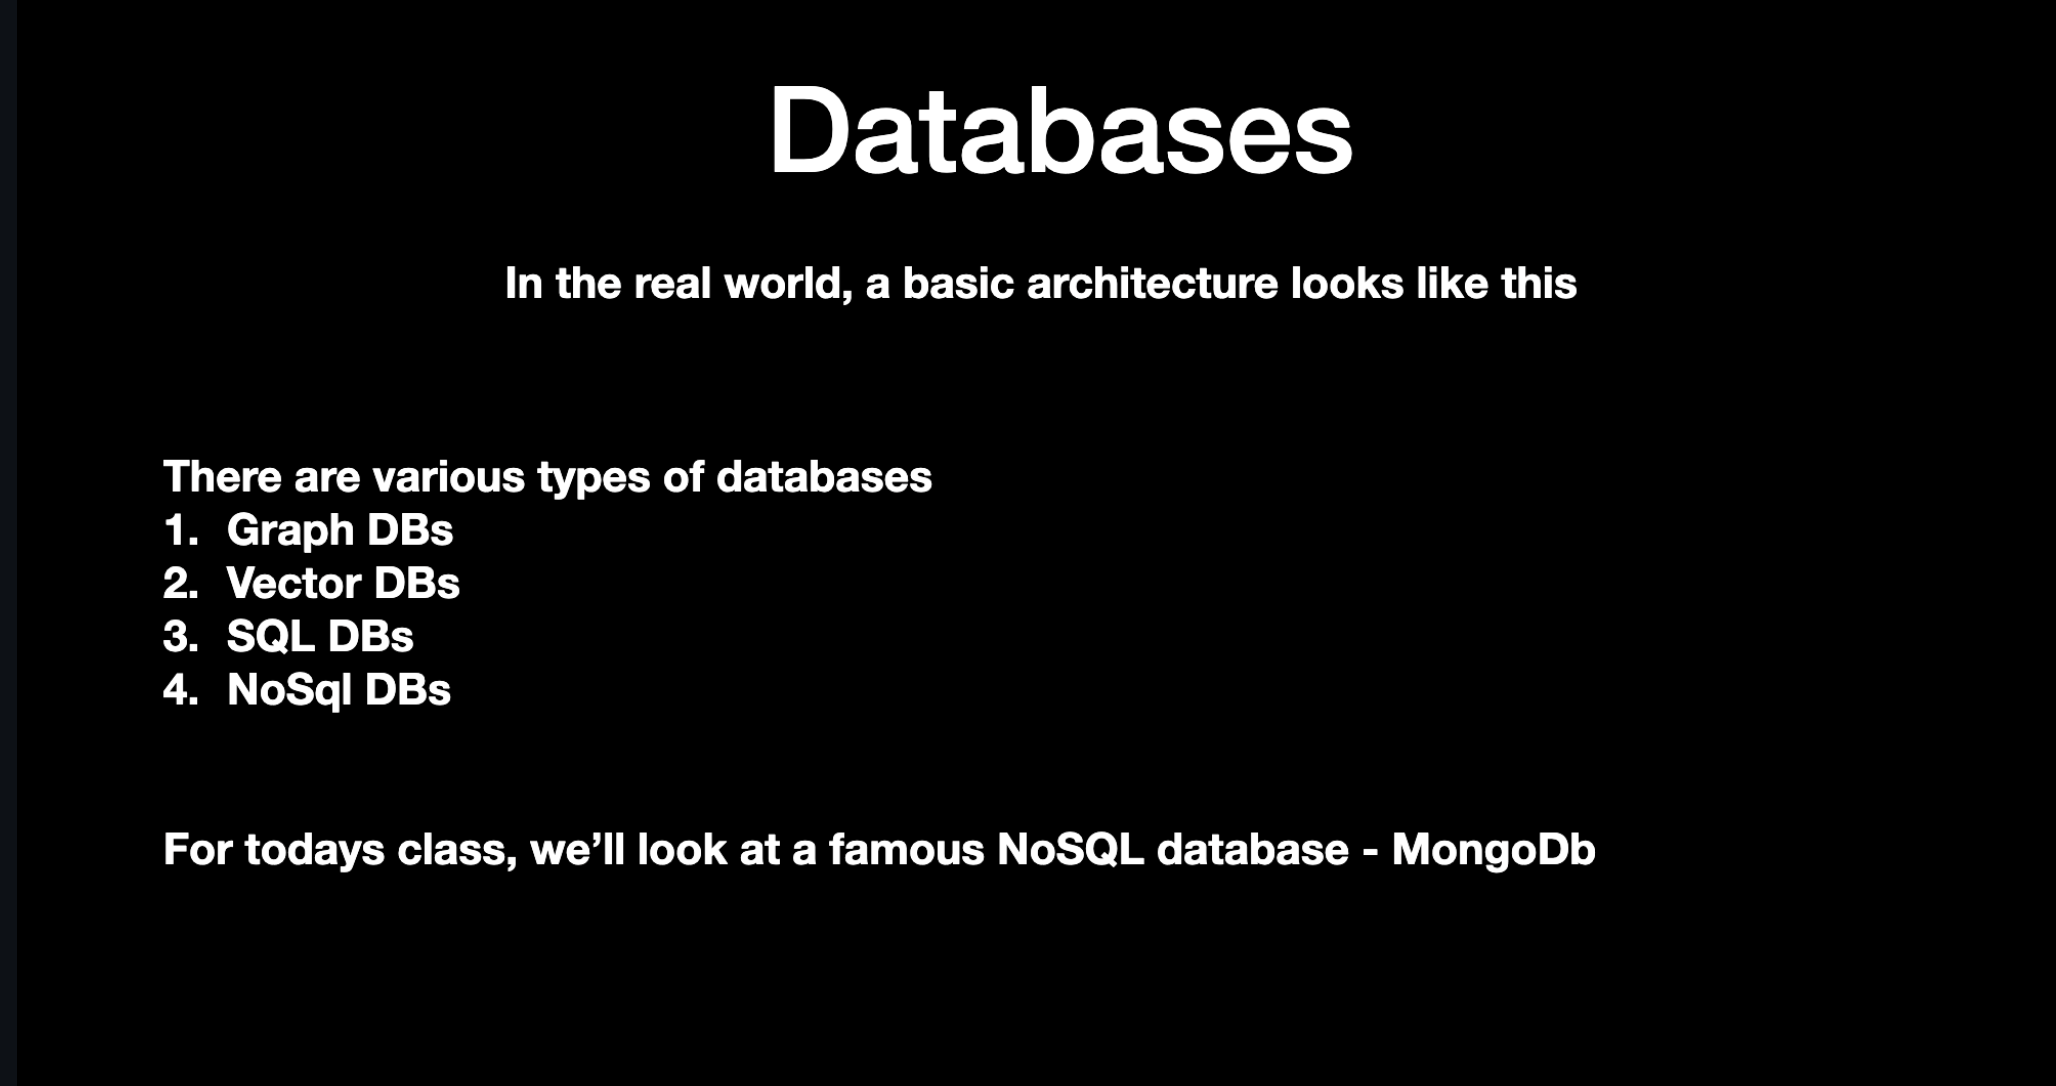 Databases
In the real world, a basic architecture looks like this
There are various types of databases
1. Graph DBs
2. Vector DBs
3. SQL DBs
4. NoSql DBs
For todays class, we’ll look at a famous NoSQL database - MongoDb